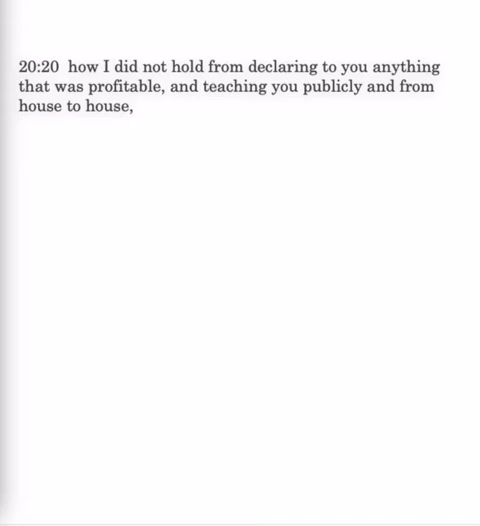 20:20 how I did not hold from declaring to you anything
that was profitable, and teaching you publicly and from
house to house,